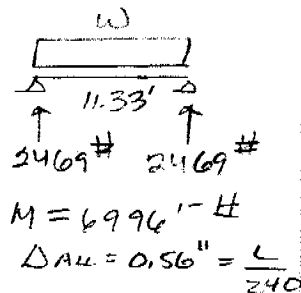 W
11.33'
2469# 2469#
M = 6996'-#
ΔALL = 0.56" = L/240